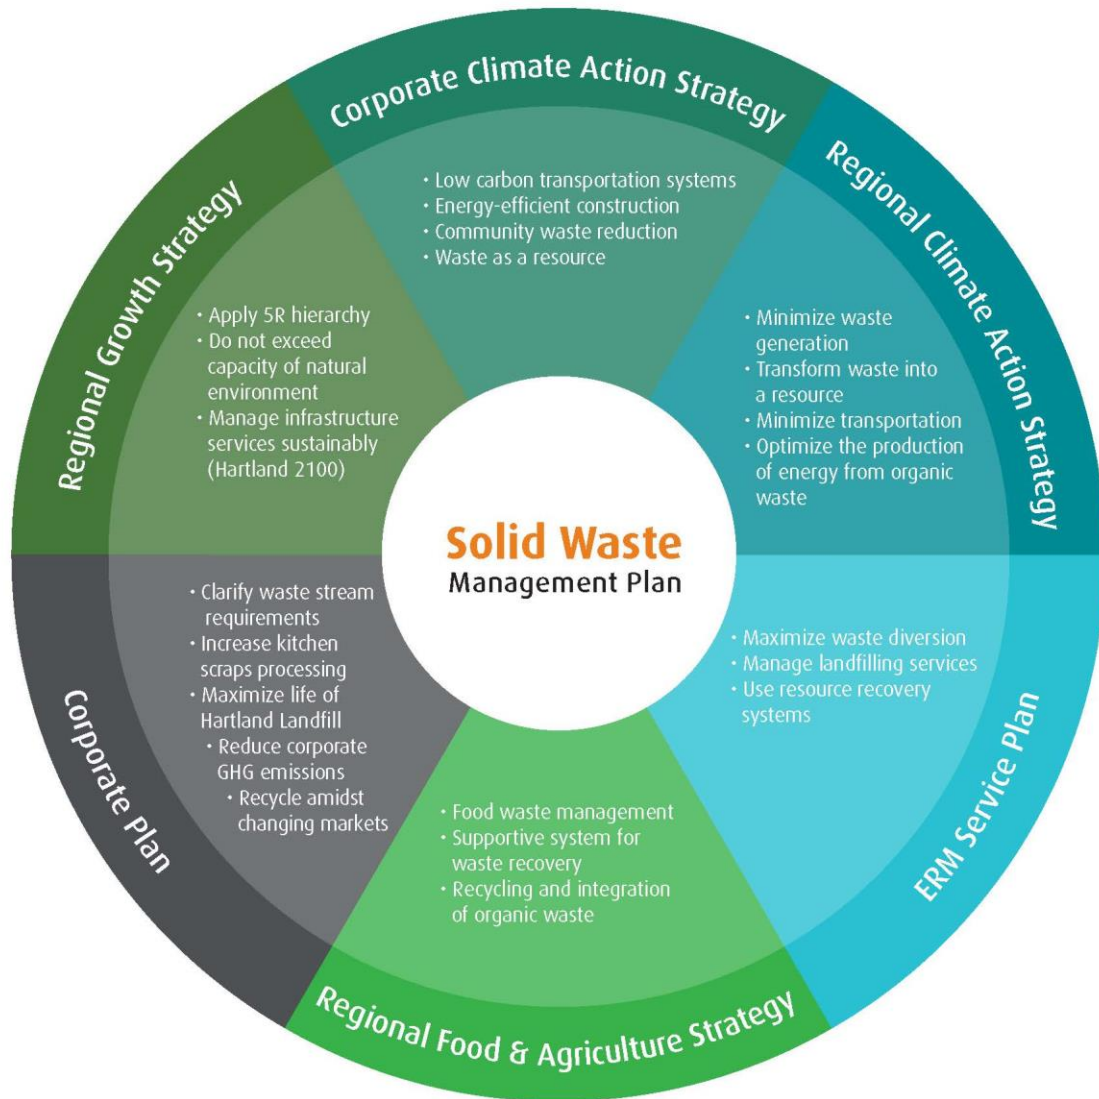 Corporate Climate Action Strategy
• Low carbon transportation systems
• Energy-efficient construction
• Community waste reduction
• Waste as a resource
Regional Climate Action Strategy
• Minimize waste
generation
• Transform waste into
a resource
• Minimize transportation
• Optimize the production
of energy from organic
waste
ERM Service Plan
• Maximize waste diversion
• Manage landfilling services
• Use resource recovery
systems
Regional Food & Agriculture Strategy
• Food waste management
• Supportive system for
waste recovery
• Recycling and integration
of organic waste
Corporate Plan
• Clarify waste stream
requirements
• Increase kitchen
scraps processing
• Maximize life of
Hartland Landfill
• Reduce corporate
GHG emissions
• Recycle amidst
changing markets
Regional Growth Strategy
• Apply 5R hierarchy
• Do not exceed
capacity of natural
environment
• Manage infrastructure
services sustainably
(Hartland 2100)
Solid Waste
Management Plan